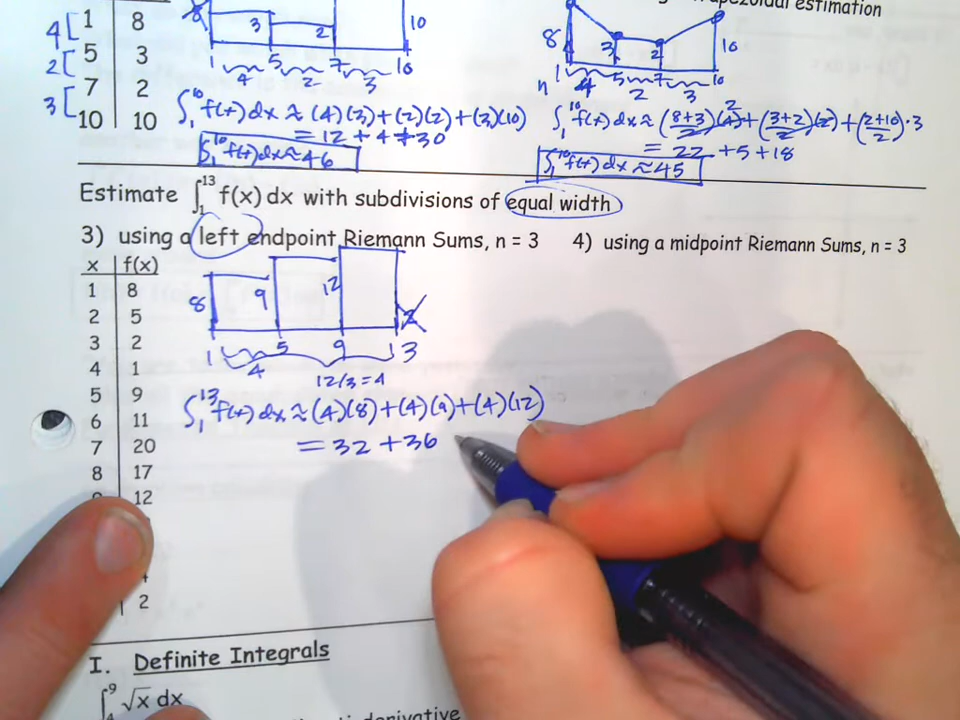 pezoidal estimation
4 [ 1 8
2 [ 5 3
3 [ 7 2
10 10
3 2 10
1 5 7 10
4 2 3
∫₁¹⁰ f(x) dx ≈ (4)(3) + (2)(2) + (3)(10)
= 12 + 4 + 30
∫₁¹⁰ f(x) dx ≈ 46
8 3 2 10
1 5 7 10
4 2 3
∫₁¹⁰ f(x) dx ≈ (8+3)/2 (4) 2 + (3+2)/2 (2) + (2+10)/2 · 3
= 22 + 5 + 18
∫₁¹⁰ f(x) dx ≈ 45
Estimate ∫₁¹³ f(x) dx with subdivisions of equal width
3) using a left endpoint Riemann Sums, n = 3
4) using a midpoint Riemann Sums, n = 3
x f(x)
1 8
2 5
3 2
4 1
5 9
6 11
7 20
8 17
9 12
2
8 9 12 2
1 5 9 13
4 12/3 = 4
∫₁¹³ f(x) dx ≈ (4)(8) + (4)(9) + (4)(12)
= 32 + 36
I. Definite Integrals
∫₄⁹ √x dx
derivative